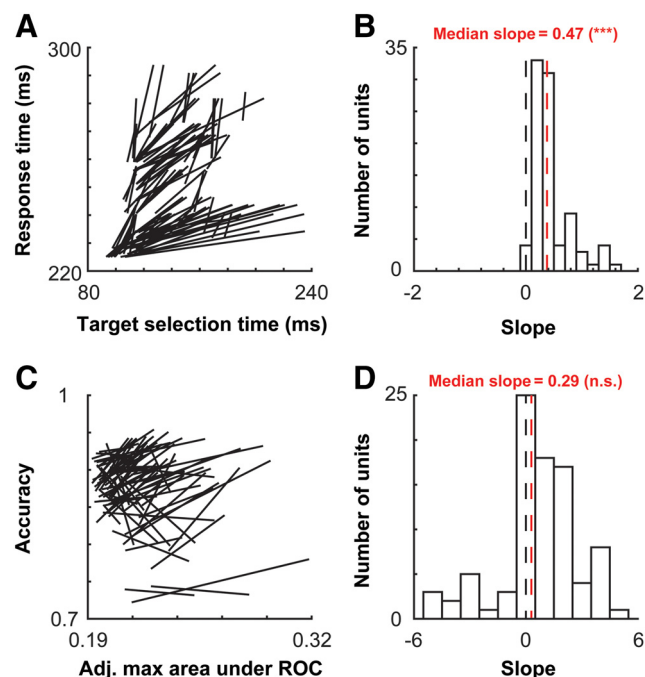 A
300
Response time (ms)
220
80
240
Target selection time (ms)
B
Median slope = 0.47 (***)
35
Number of units
0
-2
0
2
Slope
C
1
Accuracy
0.7
0.19
0.32
Adj. max area under ROC
D
Median slope = 0.29 (n.s.)
25
Number of units
0
-6
0
6
Slope